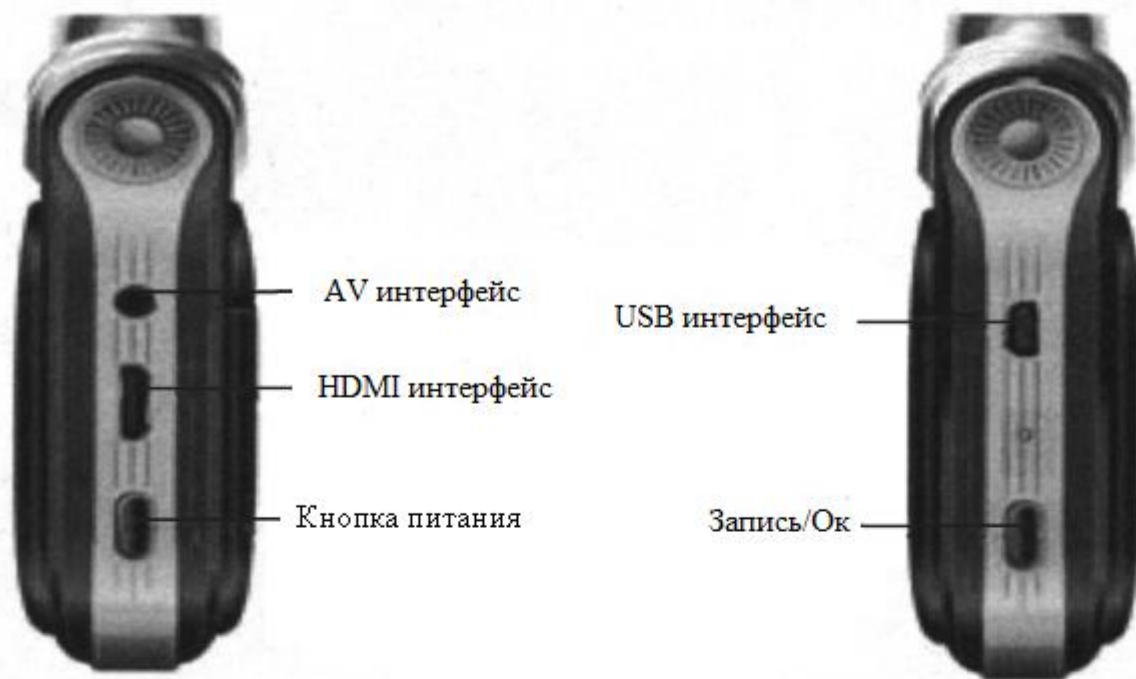 AV интерфейс
HDMI интерфейс
Кнопка питания
USB интерфейс
Запись/Ок